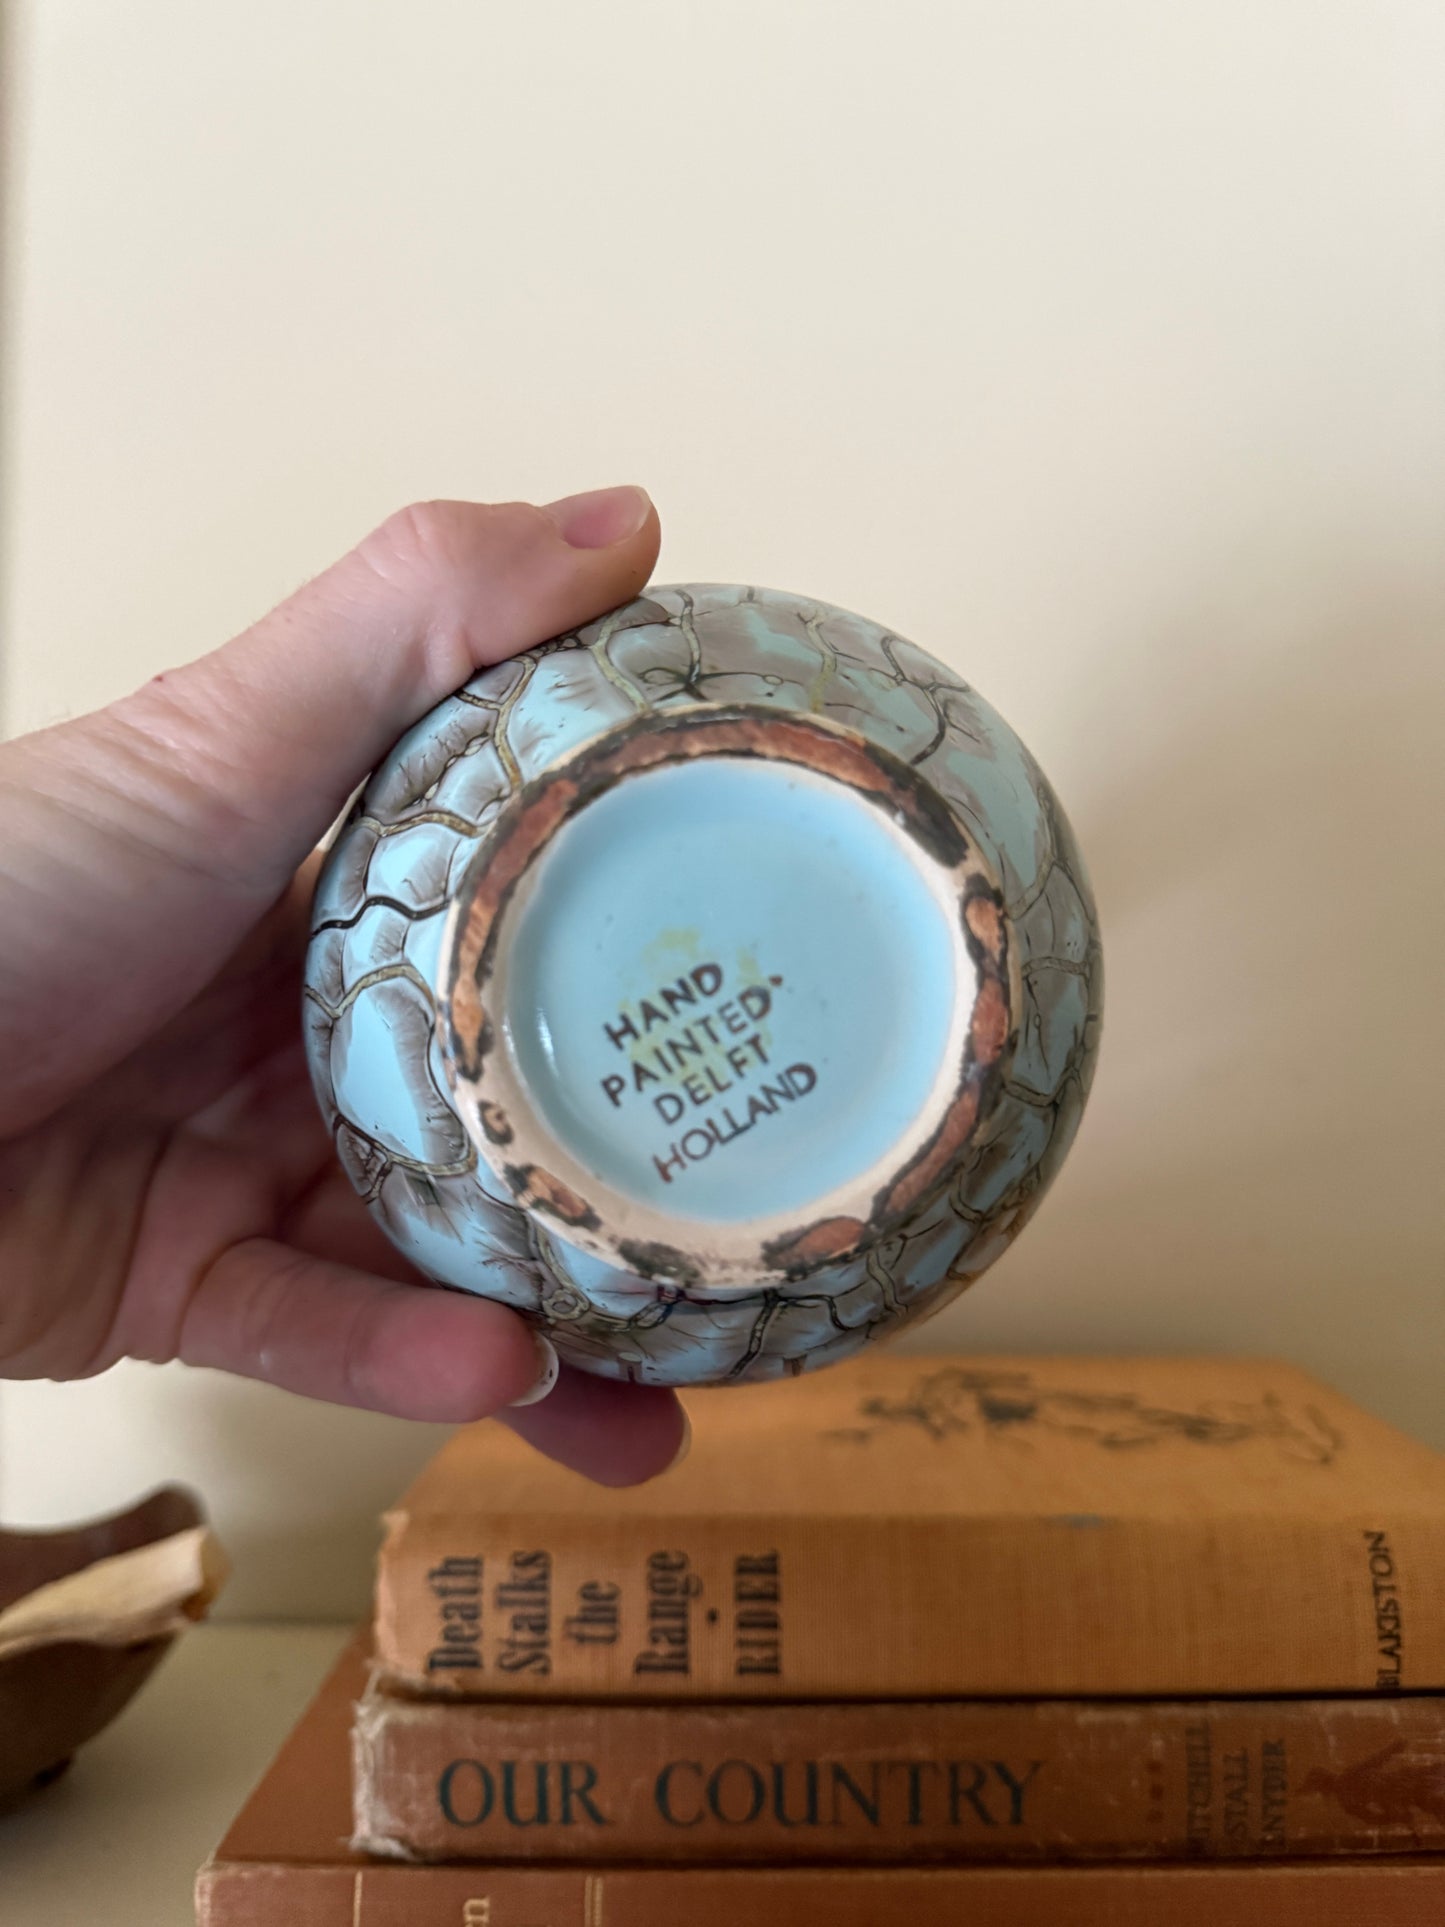 HAND
PAINTED
DELFT
HOLLAND
Death
Stalks
the
Range
•
RIDER
BLAKISTON
OUR COUNTRY
MITCHELL
STALL
SNYDER